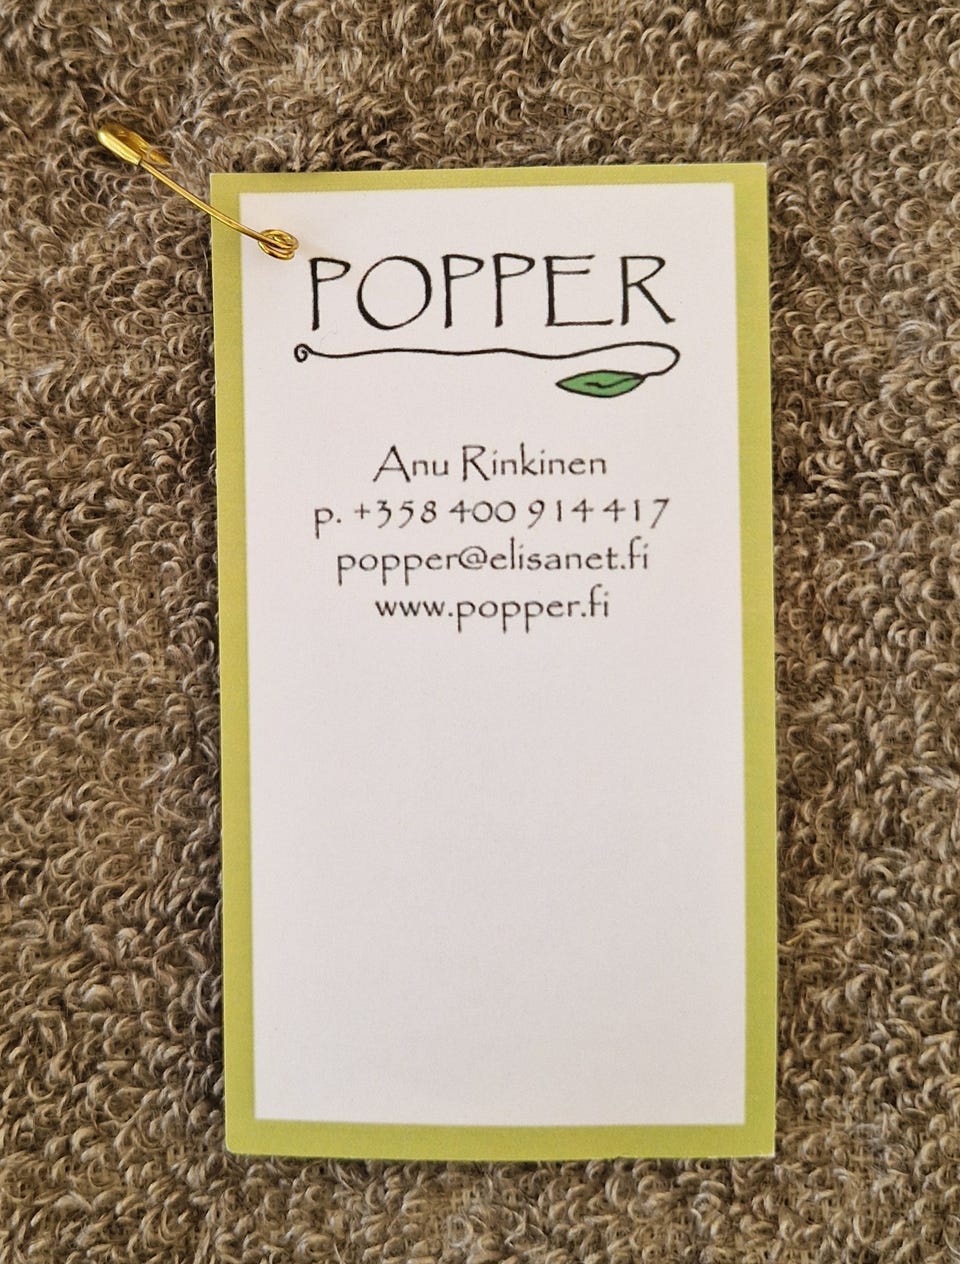 POPPER
Anu Rinkinen
p. +358 400 914 417
popper@elisanet.fi
www.popper.fi